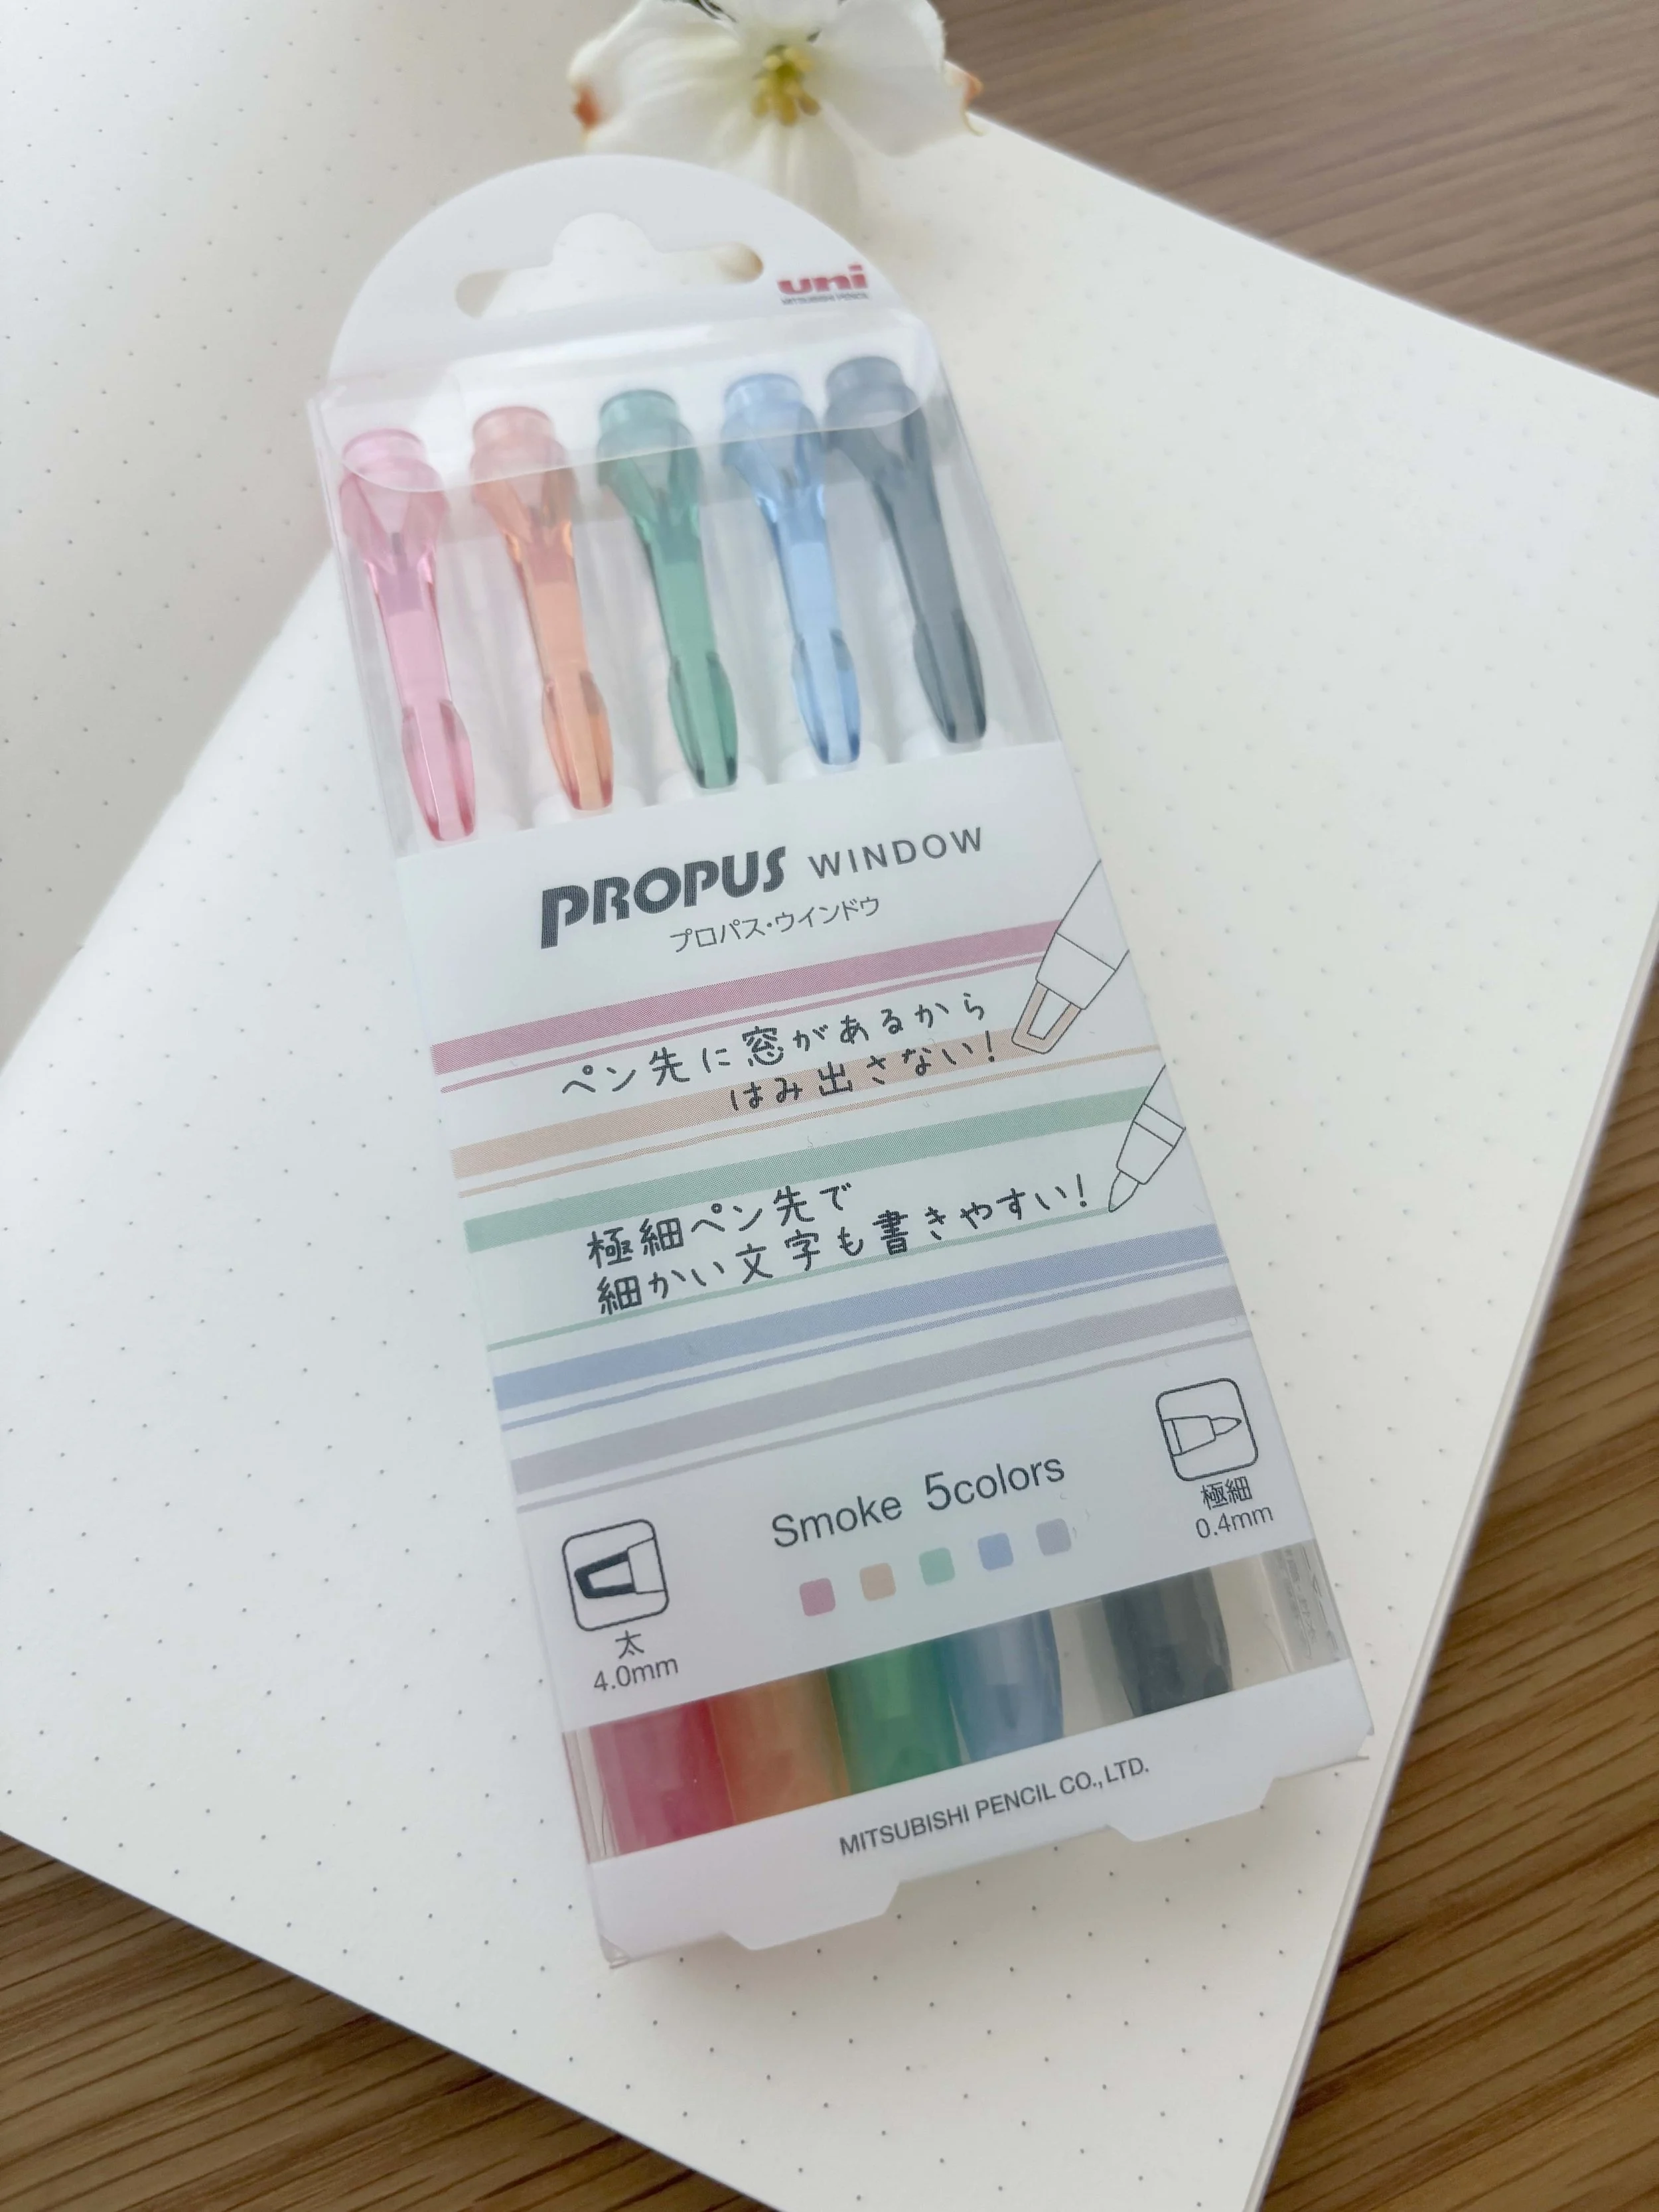 uni
MITSUBISHI PENCIL
PROPUS WINDOW
プロパス・ウインドウ
ペン先に窓があるから
はみ出さない!
極細ペン先で
細かい文字も書きやすい!
Smoke 5colors
太
4.0mm
極細
0.4mm
MITSUBISHI PENCIL CO., LTD.